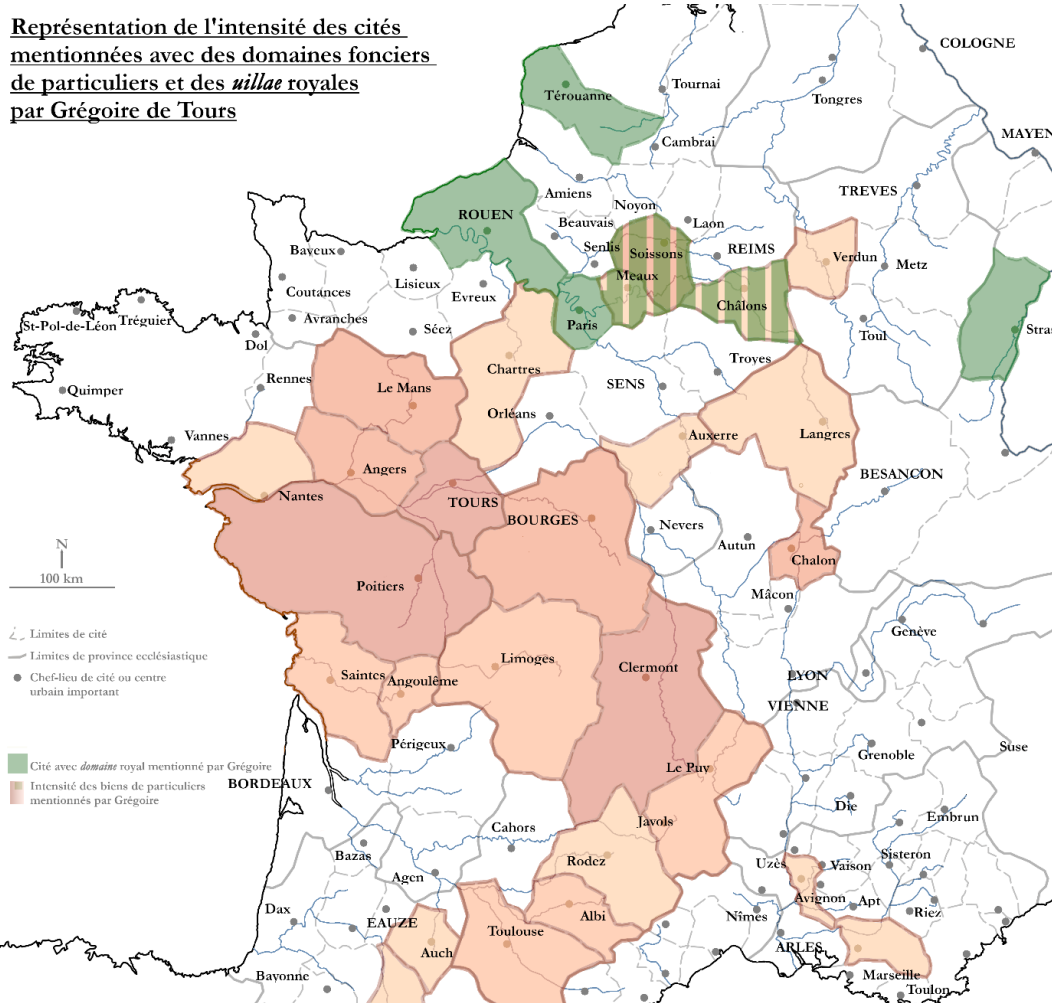 Représentation de l'intensité des cités
mentionnées avec des domaines fonciers
de particuliers et des uillae royales
par Grégoire de Tours
COLOGNE
Tournai
Térouanne
Tongres
Cambrai
MAYEN
Amiens
TREVES
Noyon
ROUEN
Beauvais
Laon
Senlis
Soissons
REIMS
Bayeux
Verdun
Metz
Meaux
Lisieux
Coutances
Evreux
Châlons
St-Pol-de-Léon
Tréguier
Avranches
Séez
Paris
Toul
Stras
Dol
Troyes
Chartres
Rennes
Le Mans
SENS
Quimper
Orléans
Vannes
Auxerre
Langres
Angers
BESANCON
Nantes
TOURS
BOURGES
Nevers
Autun
N
Chalon
100 km
Poitiers
Mâcon
Limites de cité
Genève
Limites de province ecclésiastique
Limoges
Clermont
Chef-lieu de cité ou centre
urbain important
Saintes
Angoulême
LYON
VIENNE
Périgeux
Grenoble
Suse
Cité avec domaine royal mentionné par Grégoire
Le Puy
BORDEAUX
Intensité des biens de particuliers
mentionnés par Grégoire
Die
Embrun
Javols
Cahors
Bazas
Rodez
Uzès
Sisteron
Vaison
Agen
Avignon
Apt
Riez
Dax
EAUZE
Albi
Nîmes
Toulouse
ARLES
Auch
Bayonne
Marseille
Toulon